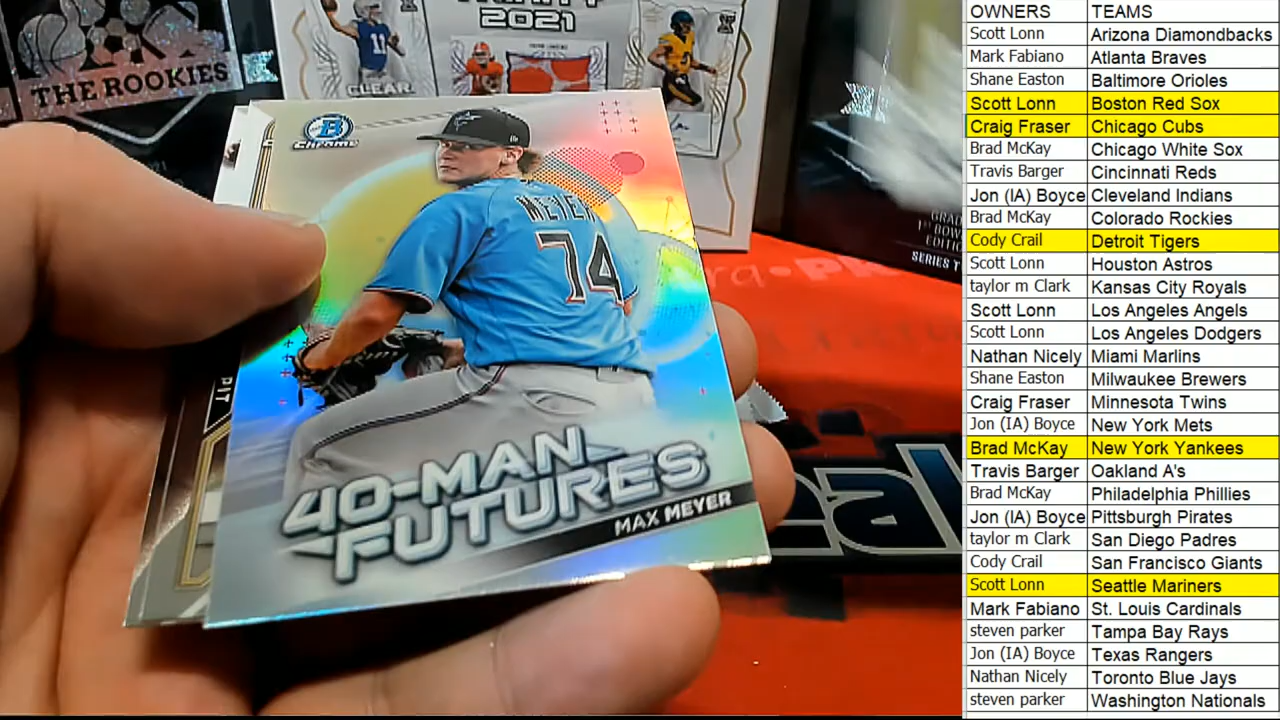 THE ROOKIES
2021
11
CLEAR
B
Chrome
MEYER
74
40-MAN
FUTURES
MAX MEYER
PIT
GRAD
1ST BOW
EDITIO
SERIES T
OWNERS TEAMS
Scott Lonn Arizona Diamondbacks
Mark Fabiano Atlanta Braves
Shane Easton Baltimore Orioles
Scott Lonn Boston Red Sox
Craig Fraser Chicago Cubs
Brad McKay Chicago White Sox
Travis Barger Cincinnati Reds
Jon (IA) Boyce Cleveland Indians
Brad McKay Colorado Rockies
Cody Crail Detroit Tigers
Scott Lonn Houston Astros
taylor m Clark Kansas City Royals
Scott Lonn Los Angeles Angels
Scott Lonn Los Angeles Dodgers
Nathan Nicely Miami Marlins
Shane Easton Milwaukee Brewers
Craig Fraser Minnesota Twins
Jon (IA) Boyce New York Mets
Brad McKay New York Yankees
Travis Barger Oakland A's
Brad McKay Philadelphia Phillies
Jon (IA) Boyce Pittsburgh Pirates
taylor m Clark San Diego Padres
Cody Crail San Francisco Giants
Scott Lonn Seattle Mariners
Mark Fabiano St. Louis Cardinals
steven parker Tampa Bay Rays
Jon (IA) Boyce Texas Rangers
Nathan Nicely Toronto Blue Jays
steven parker Washington Nationals